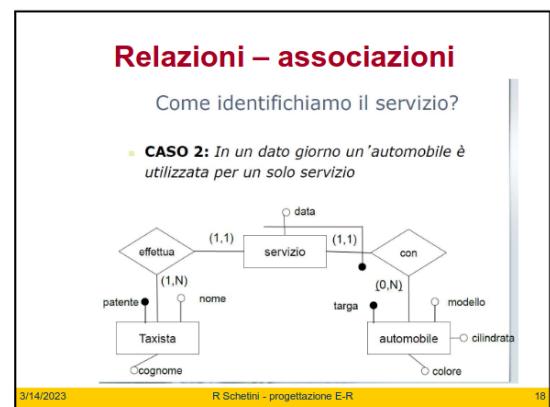 Relazioni – associazioni
Come identifichiamo il servizio?
CASO 2: In un dato giorno un'automobile è
utilizzata per un solo servizio
data
effettua
(1,1)
servizio
(1,1)
con
(1,N)
(0,N)
patente
nome
targa
modello
Taxista
automobile
cilindrata
cognome
colore
3/14/2023
R Schetini - progettazione E-R
18